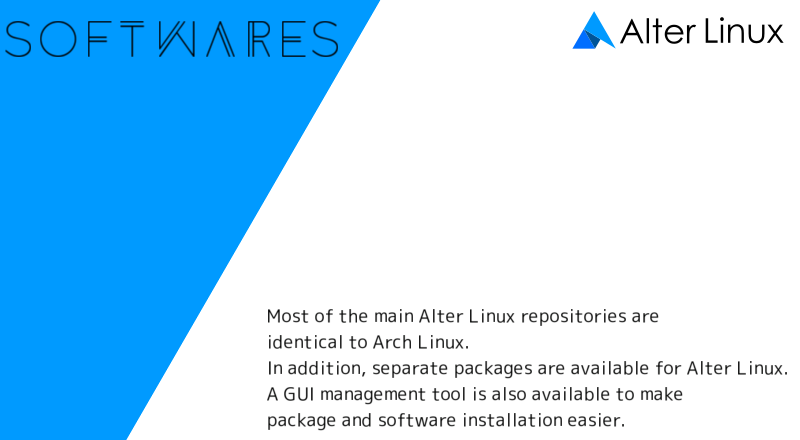 SOFTWARES
Alter Linux
Most of the main Alter Linux repositories are
identical to Arch Linux.
In addition, separate packages are available for Alter Linux.
A GUI management tool is also available to make
package and software installation easier.